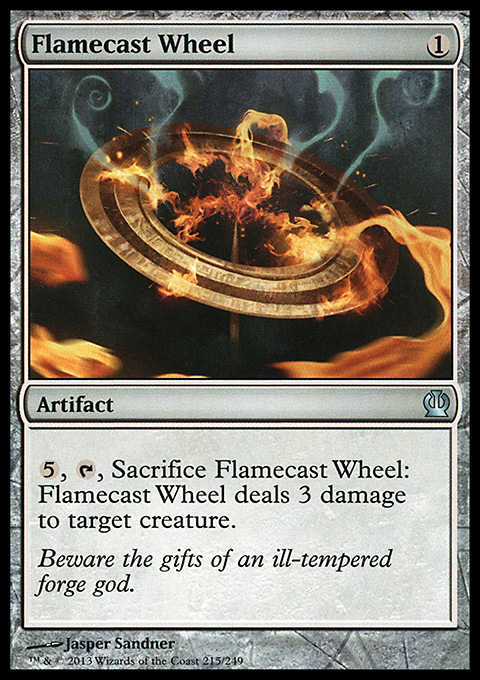 Flamecast Wheel 1
Artifact
5, T, Sacrifice Flamecast Wheel:
Flamecast Wheel deals 3 damage
to target creature.
Beware the gifts of an ill-tempered
forge god.
Jasper Sandner
™ & © 2013 Wizards of the Coast 215/249